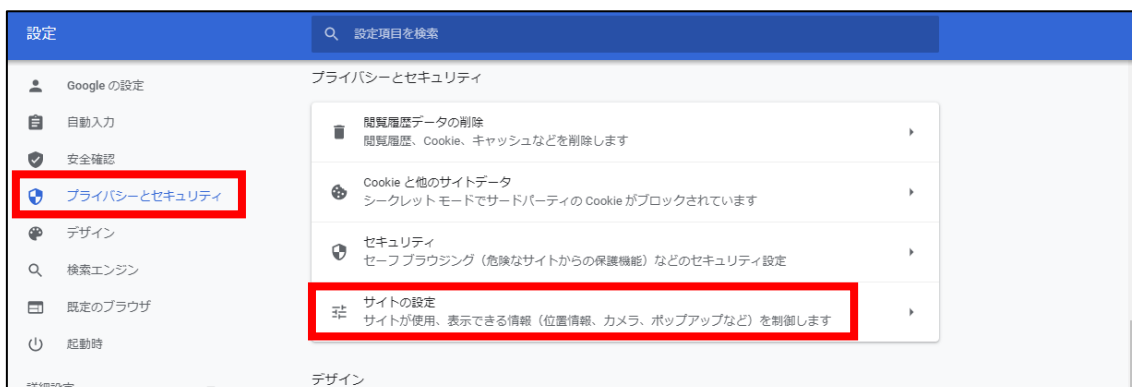 設定
設定項目を検索
Google の設定
自動入力
安全確認
プライバシーとセキュリティ
デザイン
検索エンジン
既定のブラウザ
起動時
詳細設定
プライバシーとセキュリティ
閲覧履歴データの削除
閲覧履歴、Cookie、キャッシュなどを削除します
Cookie と他のサイトデータ
シークレット モードでサードパーティの Cookie がブロックされています
セキュリティ
セーフ ブラウジング（危険なサイトからの保護機能）などのセキュリティ設定
サイトの設定
サイトが使用、表示できる情報（位置情報、カメラ、ポップアップなど）を制御します
デザイン